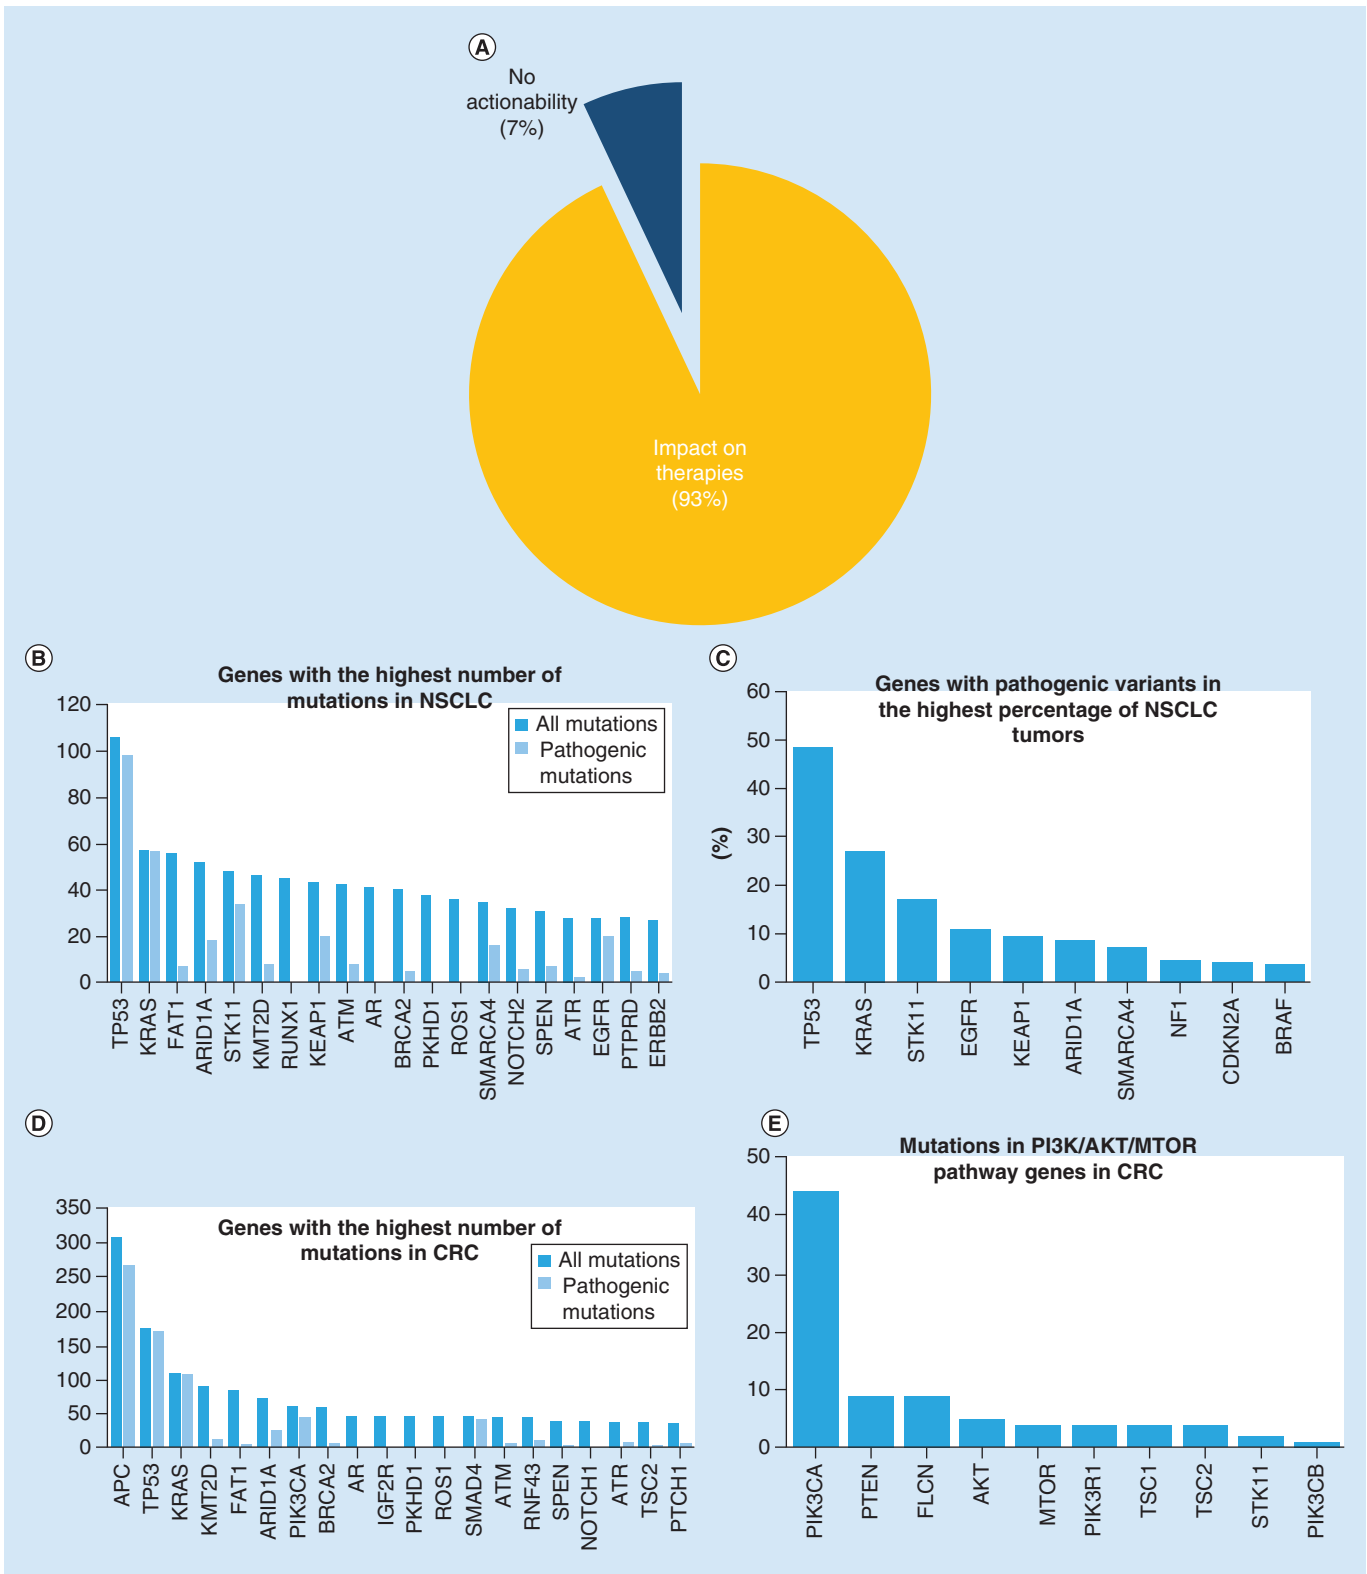 A
No
actionability
(7%)
Impact on
therapies
(93%)
B
Genes with the highest number of
mutations in NSCLC
120
100
80
60
40
20
0
All mutations
Pathogenic
mutations
TP53
KRAS
FAT1
ARID1A
STK11
KMT2D
RUNX1
KEAP1
ATM
AR
BRCA2
PKHD1
ROS1
SMARCA4
NOTCH2
SPEN
ATR
EGFR
PTPRD
ERBB2
C
Genes with pathogenic variants in
the highest percentage of NSCLC
tumors
(%)
60
50
40
30
20
10
0
TP53
KRAS
STK11
EGFR
KEAP1
ARID1A
SMARCA4
NF1
CDKN2A
BRAF
D
Genes with the highest number of
mutations in CRC
350
300
250
200
150
100
50
0
All mutations
Pathogenic
mutations
APC
TP53
KRAS
KMT2D
FAT1
ARID1A
PIK3CA
BRCA2
AR
IGF2R
PKHD1
ROS1
SMAD4
ATM
RNF43
SPEN
NOTCH1
ATR
TSC2
PTCH1
E
Mutations in PI3K/AKT/MTOR
pathway genes in CRC
50
40
30
20
10
0
PIK3CA
PTEN
FLCN
AKT
MTOR
PIK3R1
TSC1
TSC2
STK11
PIK3CB